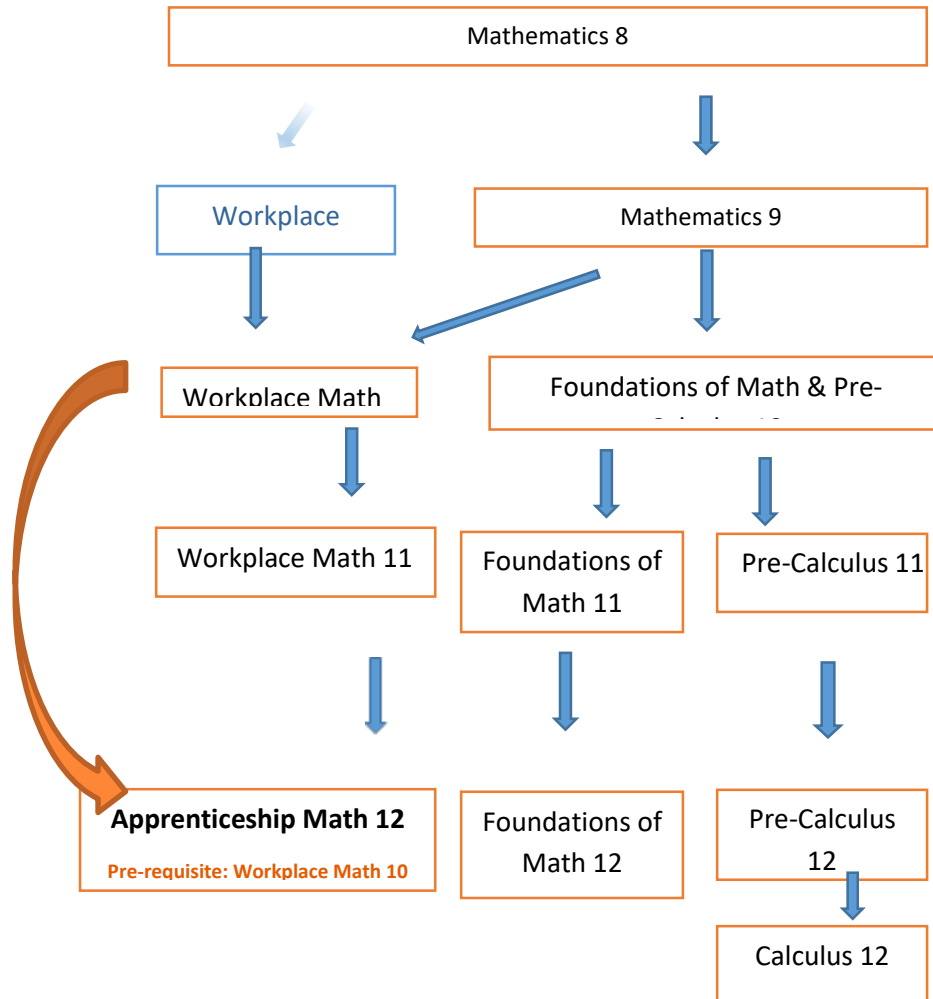 Mathematics 8
Workplace
Mathematics 9
Workplace Math
Foundations of Math & Pre-
Workplace Math 11
Foundations of
Math 11
Pre-Calculus 11
Apprenticeship Math 12
Pre-requisite: Workplace Math 10
Foundations of
Math 12
Pre-Calculus
12
Calculus 12